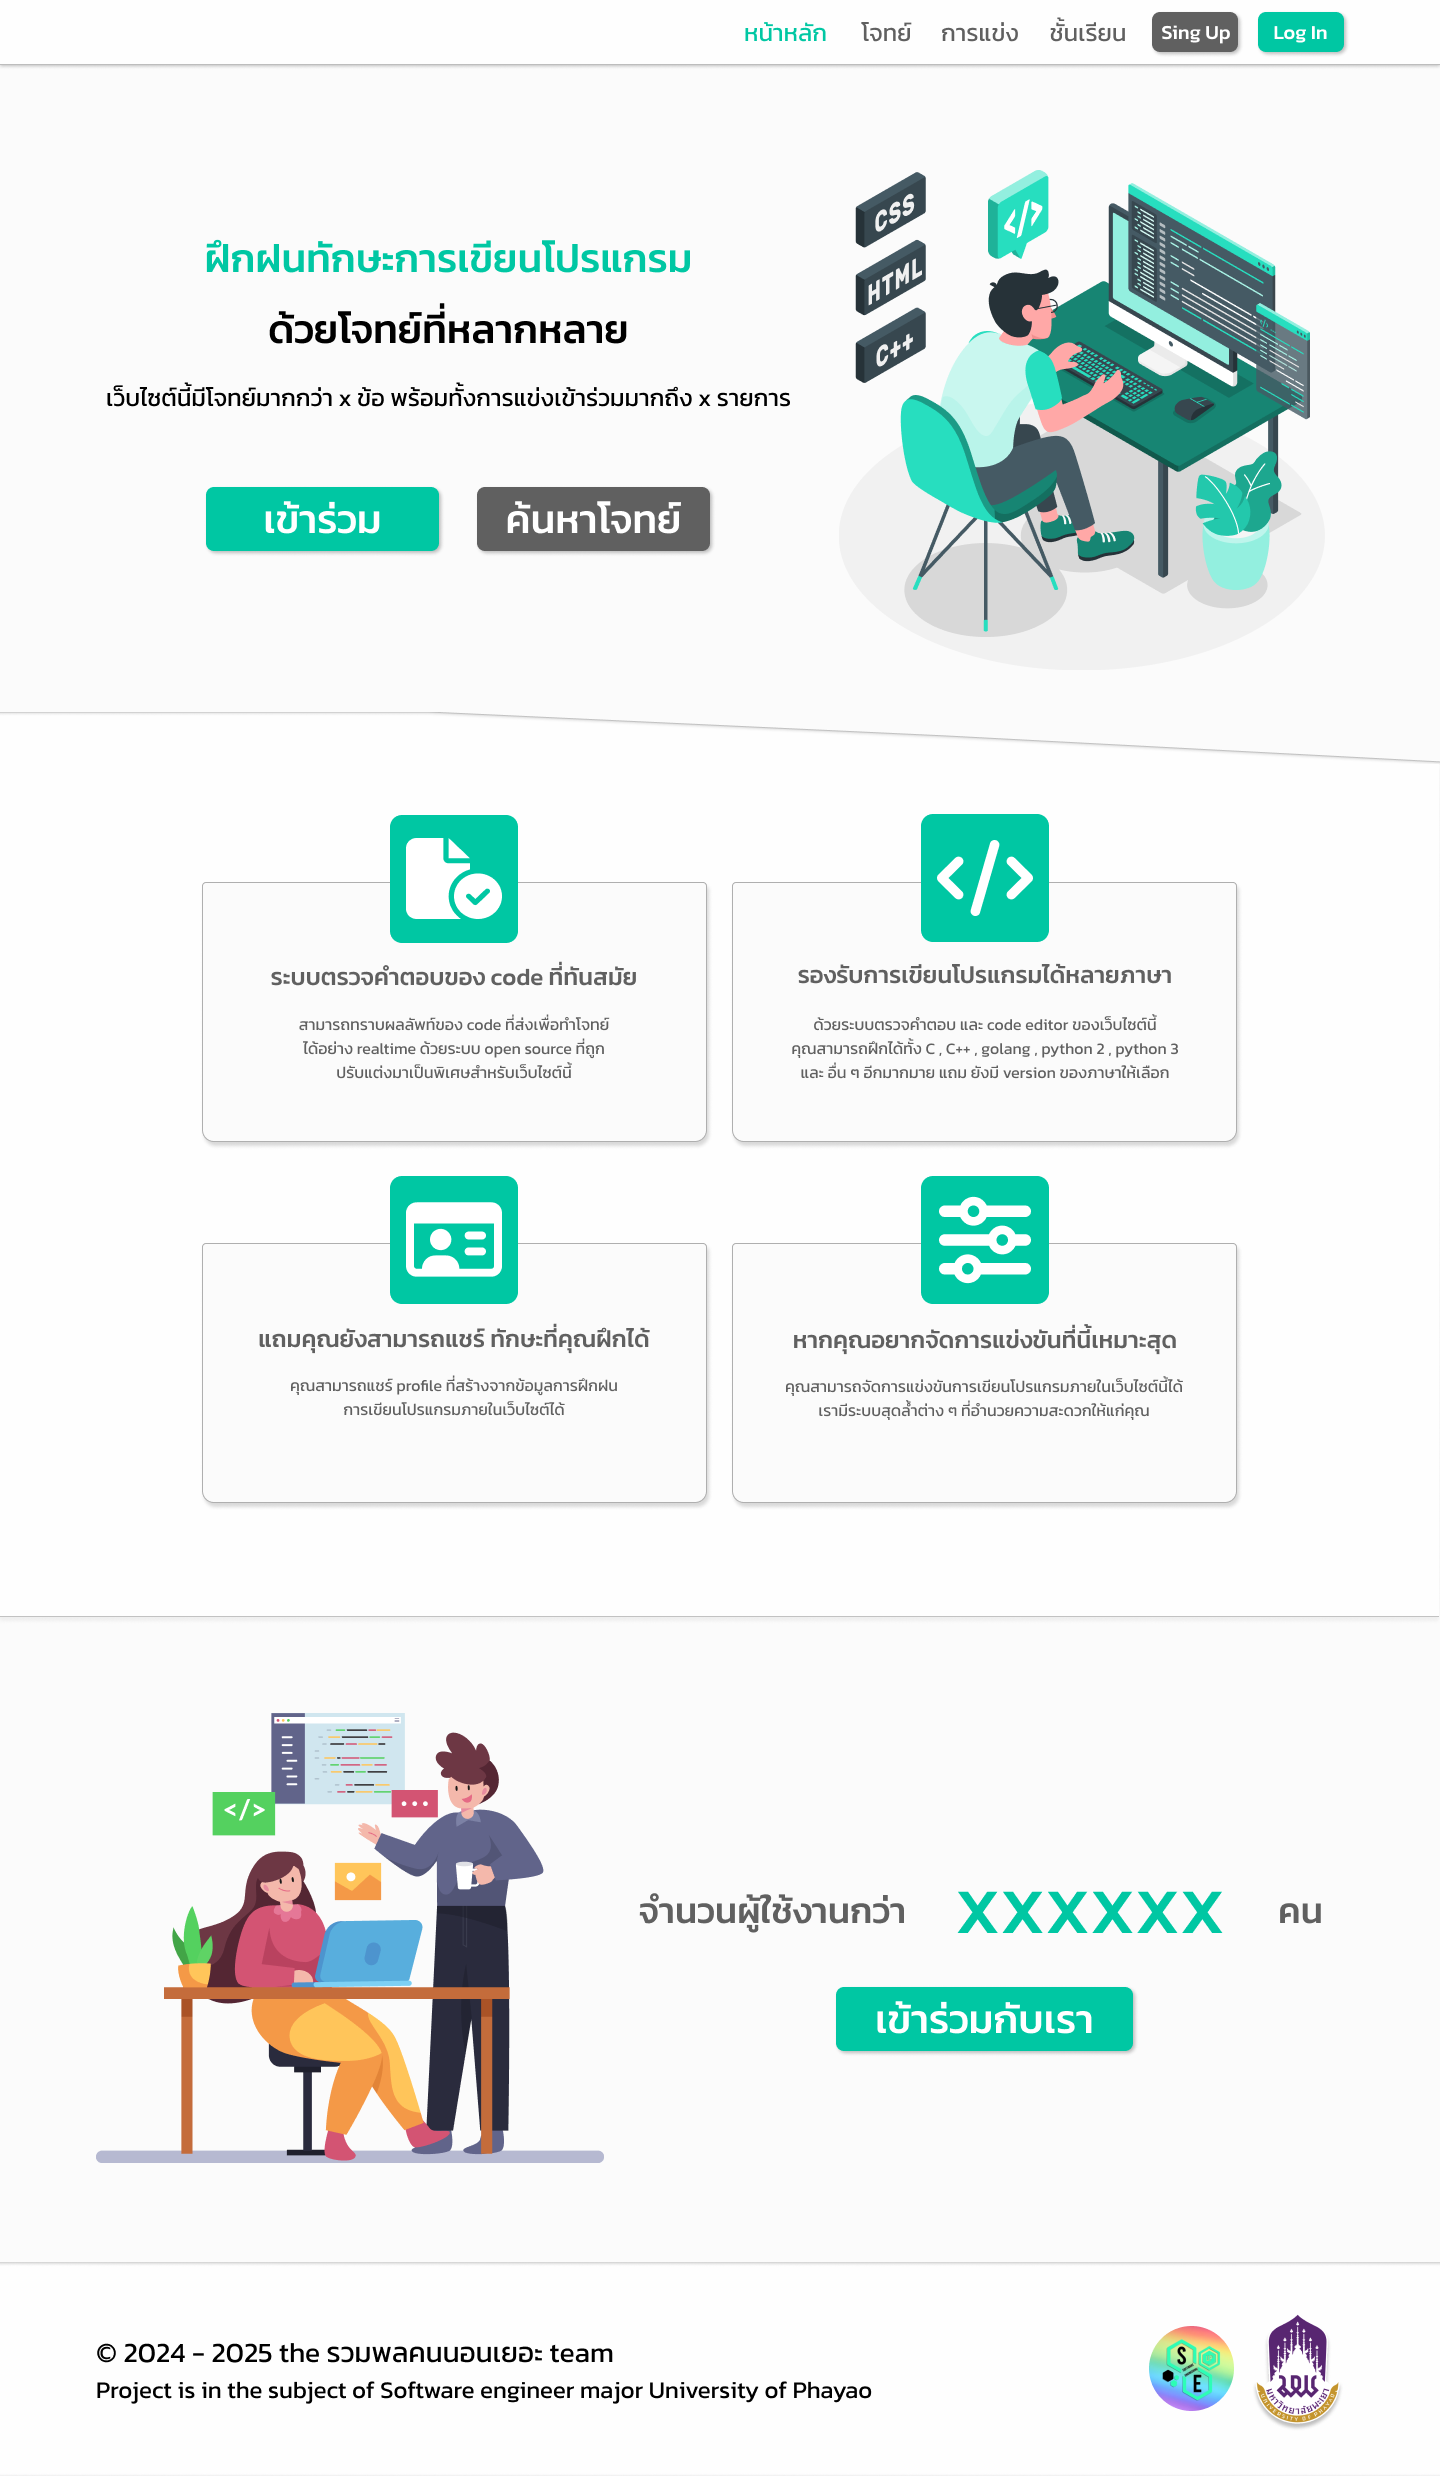 หน้าหลัก โจทย์ การแข่ง ชั้นเรียน Sing Up Log In
ฝึกฝนทักษะการเขียนโปรแกรม
ด้วยโจทย์ที่หลากหลาย
เว็บไซต์นี้มีโจทย์มากกว่า x ข้อ พร้อมทั้งการแข่งเข้าร่วมมากถึง x รายการ
เข้าร่วม ค้นหาโจทย์
CSS
HTML
C++
</>
</>
ระบบตรวจคำตอบของ code ที่ทันสมัย
สามารถทราบผลลัพท์ของ code ที่ส่งเพื่อทำโจทย์
ได้อย่าง realtime ด้วยระบบ open source ที่ถูก
ปรับแต่งมาเป็นพิเศษสำหรับเว็บไซต์นี้
รองรับการเขียนโปรแกรมได้หลายภาษา
ด้วยระบบตรวจคำตอบ และ code editor ของเว็บไซต์นี้
คุณสามารถฝึกได้ทั้ง C , C++ , golang , python 2 , python 3
และ อื่น ๆ อีกมากมาย แถม ยังมี version ของภาษาให้เลือก
แถมคุณยังสามารถแชร์ ทักษะที่คุณฝึกได้
คุณสามารถแชร์ profile ที่สร้างจากข้อมูลการฝึกฝน
การเขียนโปรแกรมภายในเว็บไซต์ได้
หากคุณอยากจัดการแข่งขันที่นี้เหมาะสุด
คุณสามารถจัดการแข่งขันการเขียนโปรแกรมภายในเว็บไซต์นี้ได้
เรามีระบบสุดล้ำต่าง ๆ ที่อำนวยความสะดวกให้แก่คุณ
</>
จำนวนผู้ใช้งานกว่า XXXXXX คน
เข้าร่วมกับเรา
© 2024 - 2025 the รวมพลคนนอนเยอะ team
Project is in the subject of Software engineer major University of Phayao
S E
มหาวิทยาลัยพะเยา
UNIVERSITY OF PHAYAO